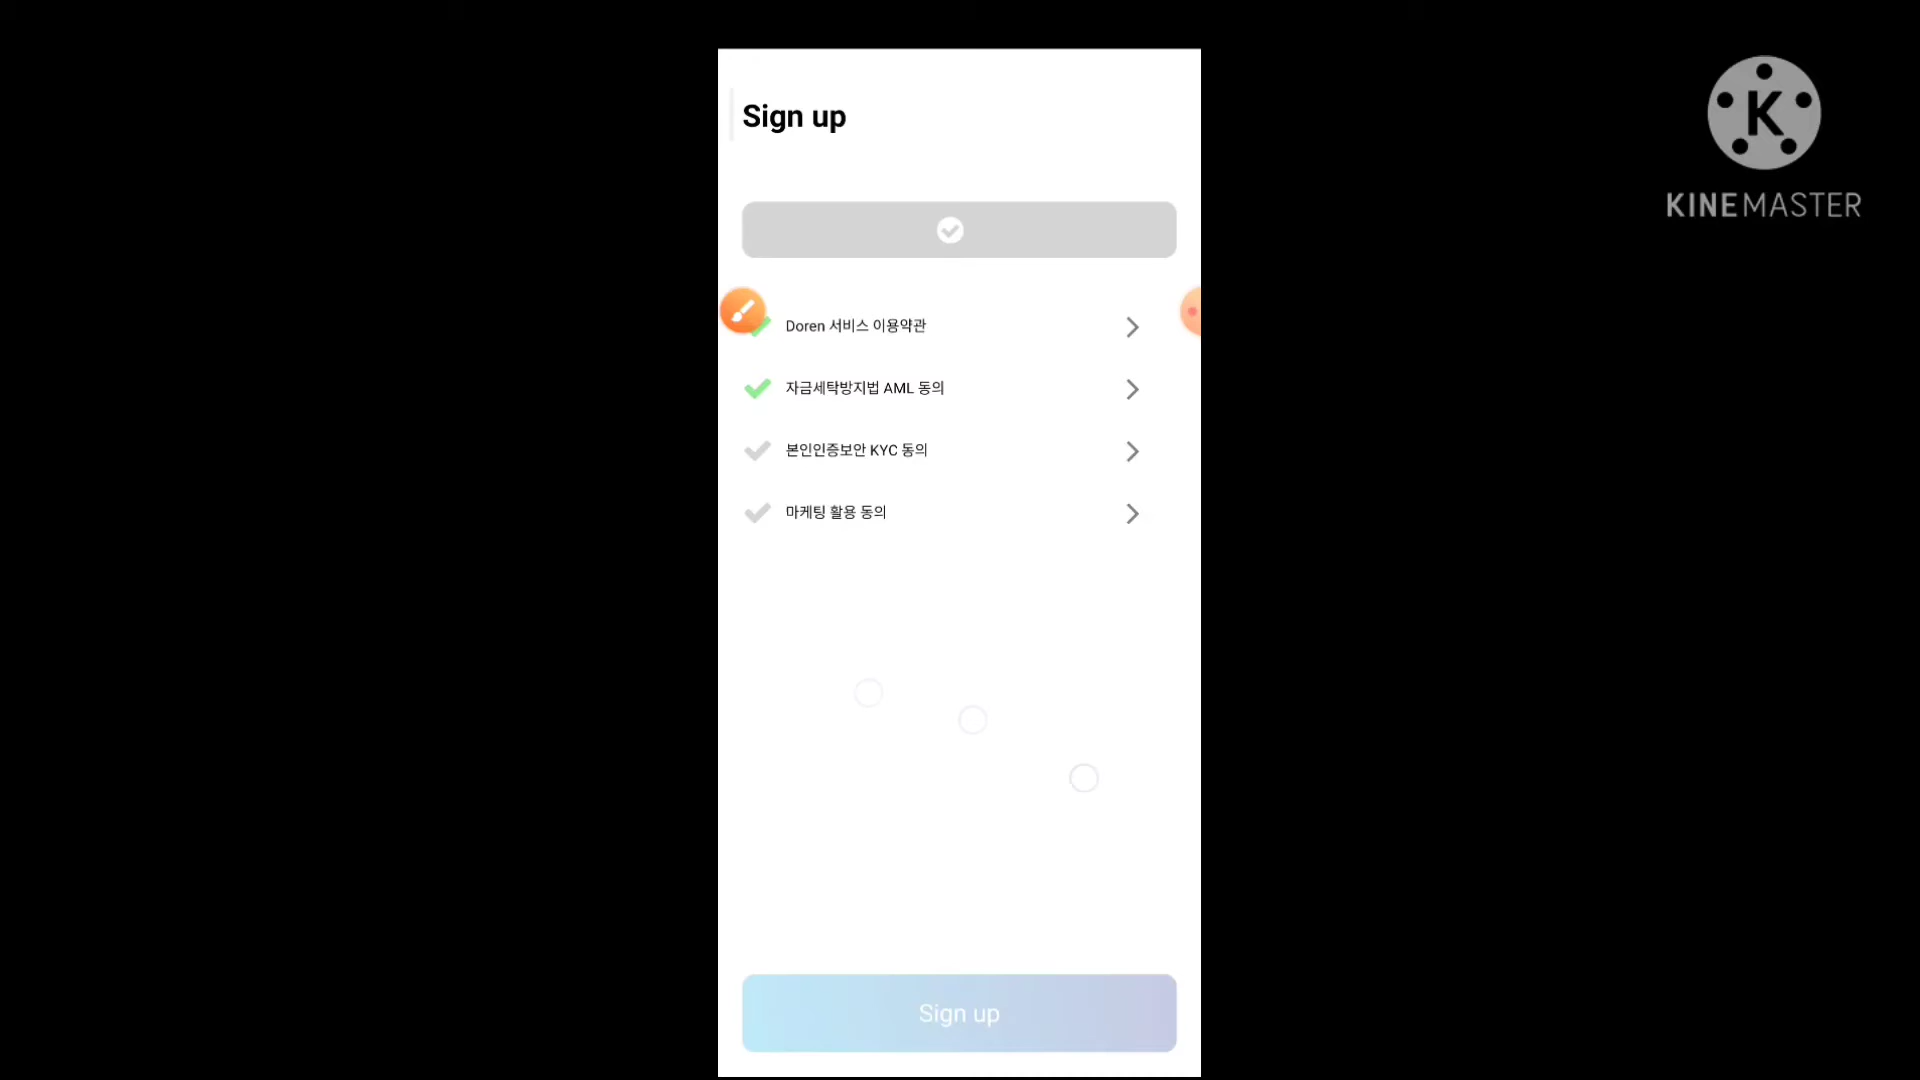 Sign up
K
KINEMASTER
Doren 서비스 이용약관
자금세탁방지법 AML 동의
본인인증보안 KYC 동의
마케팅 활용 동의
Sign up